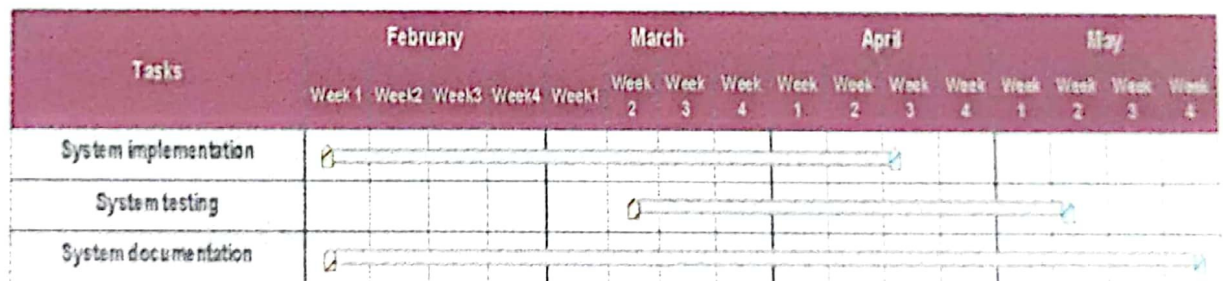 February March April May
Tasks
Week 1 Week2 Week3 Week4 Week1 Week 2 Week 3 Week 4 Week 1 Week 2 Week 3 Week 4 Week 1 Week 2 Week 3 Week 4
System implementation
System testing
System documentation